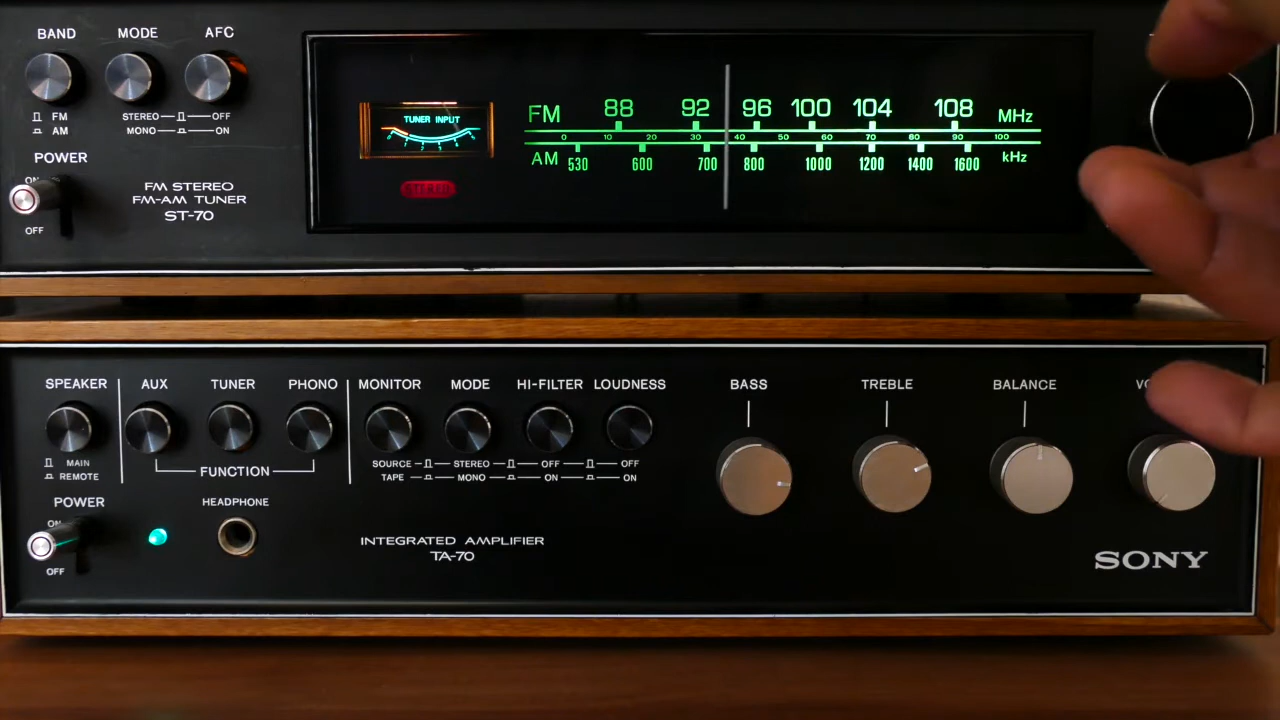 BAND MODE AFC
FM STEREO OFF
AM MONO ON
POWER
ON
OFF
FM STEREO
FM-AM TUNER
ST-70
TUNER INPUT
STEREO
FM 88 92 96 100 104 108 MHz
0 10 20 30 40 50 60 70 80 90 100
AM 530 600 700 800 1000 1200 1400 1600 kHz
SPEAKER AUX TUNER PHONO MONITOR MODE HI-FILTER LOUDNESS BASS TREBLE BALANCE VO
MAIN
REMOTE
FUNCTION
SOURCE STEREO OFF OFF
TAPE MONO ON ON
POWER
ON
OFF
HEADPHONE
INTEGRATED AMPLIFIER
TA-70
SONY